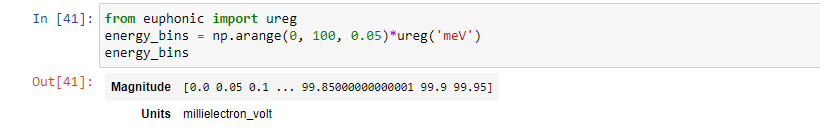 In [41]: from euphonic import ureg
energy_bins = np.arange(0, 100, 0.05)*ureg('meV')
energy_bins
Out[41]: Magnitude [0.0 0.05 0.1 ... 99.85000000000001 99.9 99.95]
Units millielectron_volt